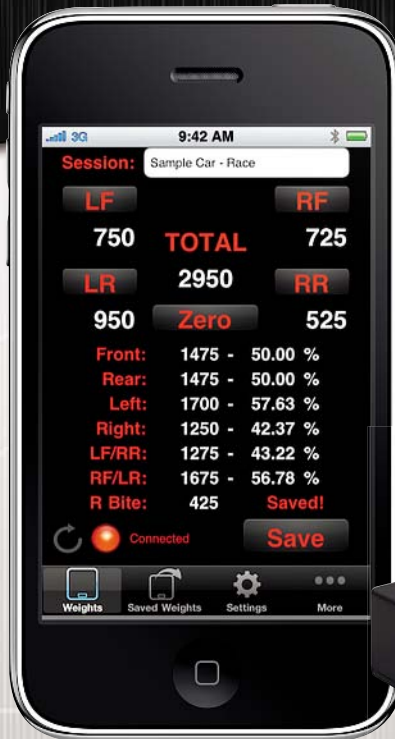 3G 9:42 AM
Session: Sample Car - Race
LF RF
750 TOTAL 725
LR 2950 RR
950 Zero 525
Front: 1475 - 50.00 %
Rear: 1475 - 50.00 %
Left: 1700 - 57.63 %
Right: 1250 - 42.37 %
LF/RR: 1275 - 43.22 %
RF/LR: 1675 - 56.78 %
R Bite: 425 Saved!
Connected Save
Weights Saved Weights Settings More